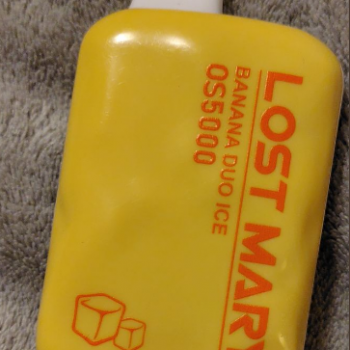 LOST MARY
BANANA DUO ICE
OS5000